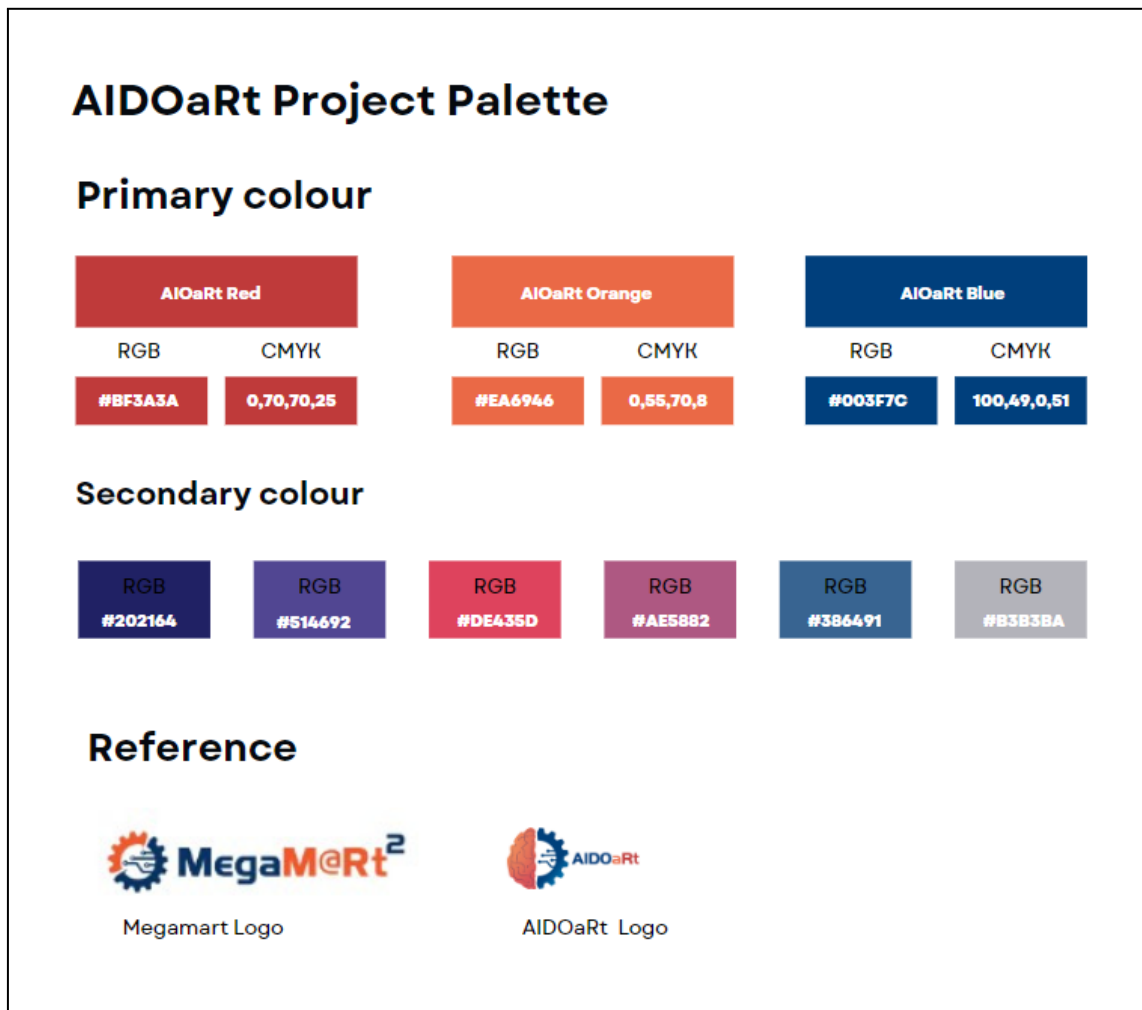 AIDOaRt Project Palette
Primary colour
AIOaRt Red
AIOaRt Orange
AIOaRt Blue
RGB CMYK
RGB CMYK
RGB CMYK
#BF3A3A 0,70,70,25
#EA6946 0,55,70,8
#003F7C 100,49,0,51
Secondary colour
RGB
#202164
RGB
#514692
RGB
#DE435D
RGB
#AE5882
RGB
#386491
RGB
#B3B3BA
Reference
MegaM@Rt²
AIDOaRt
Megamart Logo
AIDOaRt Logo